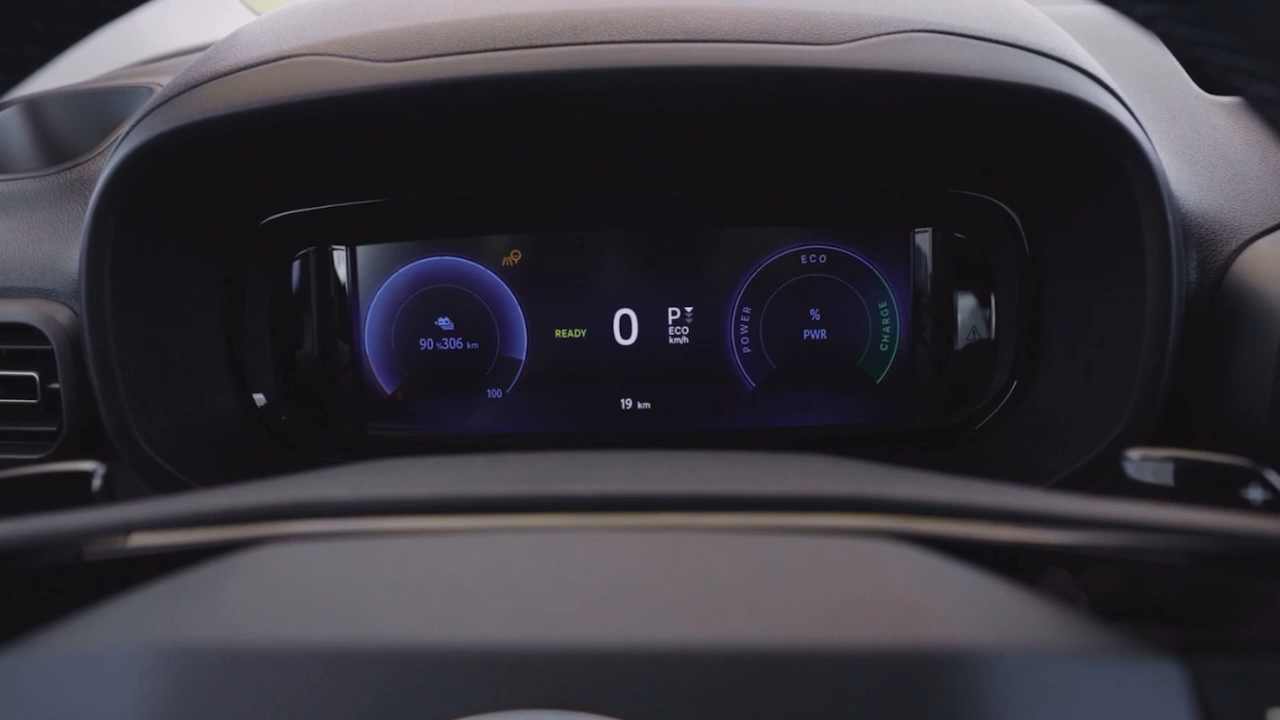 90 % 306 km
100
READY
0
P
ECO
km/h
19 km
ECO
POWER
CHARGE
%
PWR